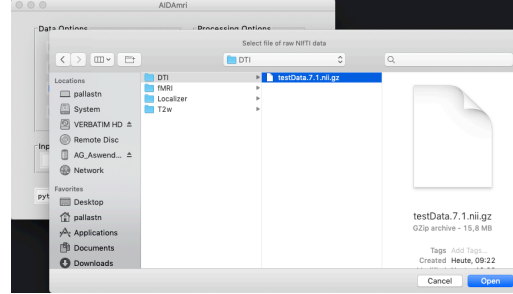 AIDAmri
Data Options
Processing Options
Select file of raw NIfTI data
DTI
Locations
pallastn
System
VERBATIM HD
Remote Disc
AG_Aswend...
Network
Favorites
Desktop
pallastn
Applications
Documents
Downloads
DTI
fMRI
Localizer
T2w
testData.7.1.nii.gz
testData.7.1.nii.gz
GZip archive - 15,8 MB
Tags Add Tags...
Created Heute, 09:22
Inp
pyt
Cancel
Open